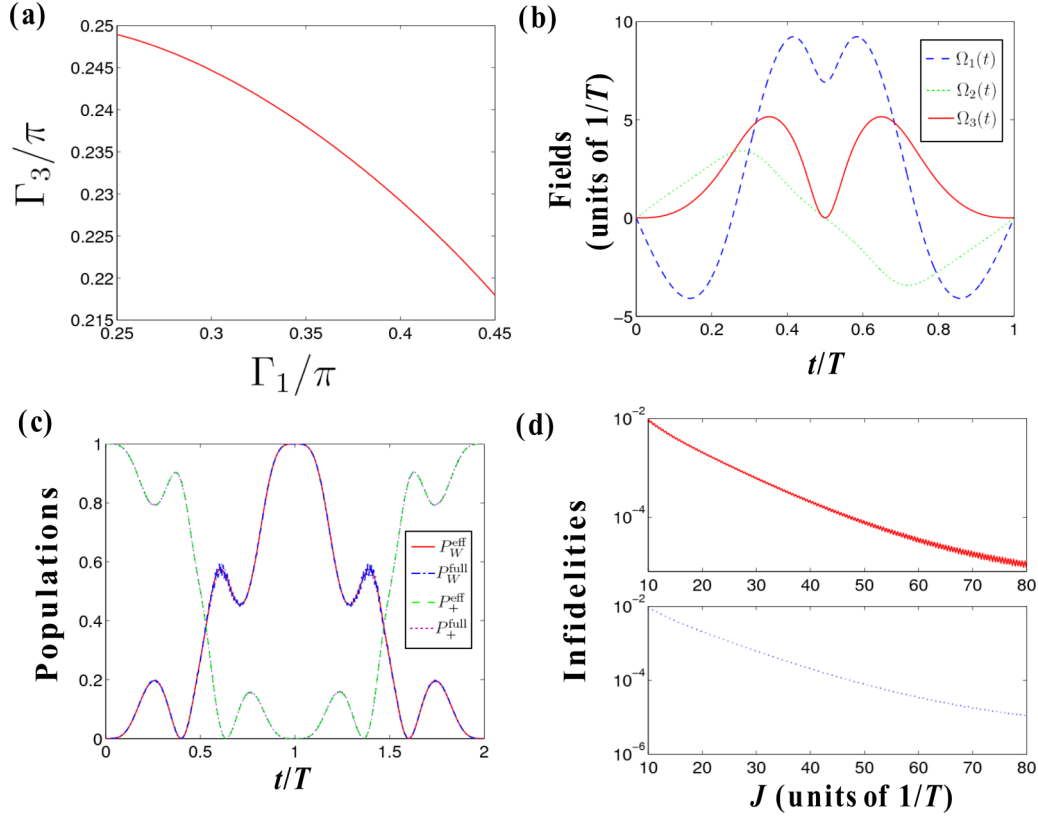 (a)
0.25
0.245
0.24
0.235
0.23
0.225
0.22
0.215
0.25 0.3 0.35 0.4 0.45
Γ₃/π
Γ₁/π
(b)
10
5
0
−5
0 0.2 0.4 0.6 0.8 1
Fields
(units of 1/T)
t/T
Ω₁(t)
Ω₂(t)
Ω₃(t)
(c)
1
0.8
0.6
0.4
0.2
0
0 0.5 1 1.5 2
Populations
t/T
P_W^eff
P_W^full
P_+^eff
P_+^full
(d)
10⁻²
10⁻⁴
10 20 30 40 50 60 70 80
10⁻²
10⁻⁴
10⁻⁶
10 20 30 40 50 60 70 80
Infidelities
J (units of 1/T)